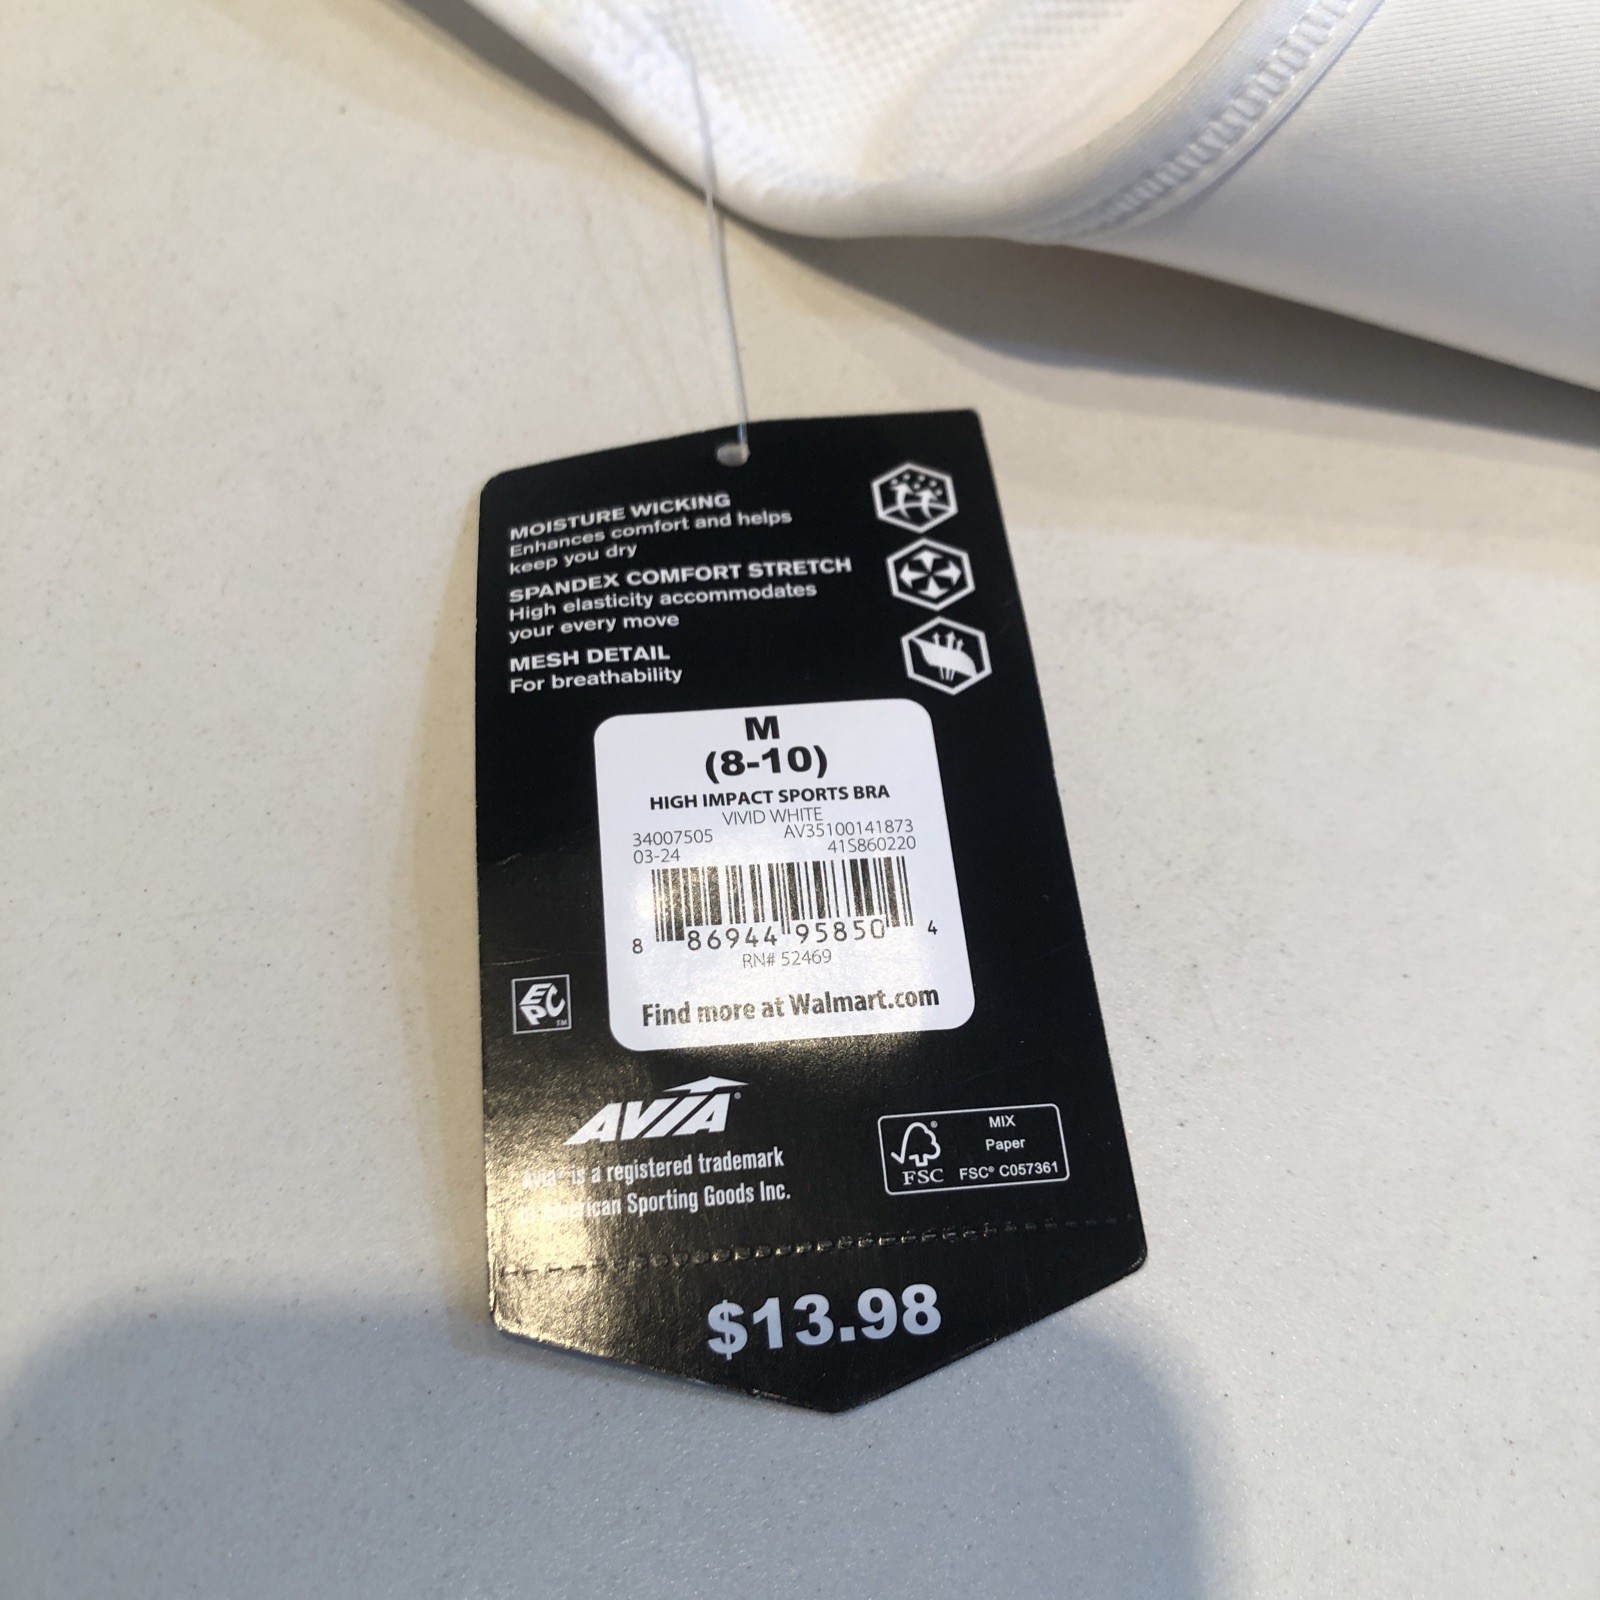 MOISTURE WICKING
Enhances comfort and helps
keep you dry
SPANDEX COMFORT STRETCH
High elasticity accommodates
your every move
MESH DETAIL
For breathability
M
(8-10)
HIGH IMPACT SPORTS BRA
VIVID WHITE
34007505 AV35100141873
03-24 41S860220
8 86944 95850 4
RN# 52469
Find more at Walmart.com
EPC™
AVIA®
Avia® is a registered trademark
of American Sporting Goods Inc.
FSC®
MIX
Paper
FSC® C057361
$13.98